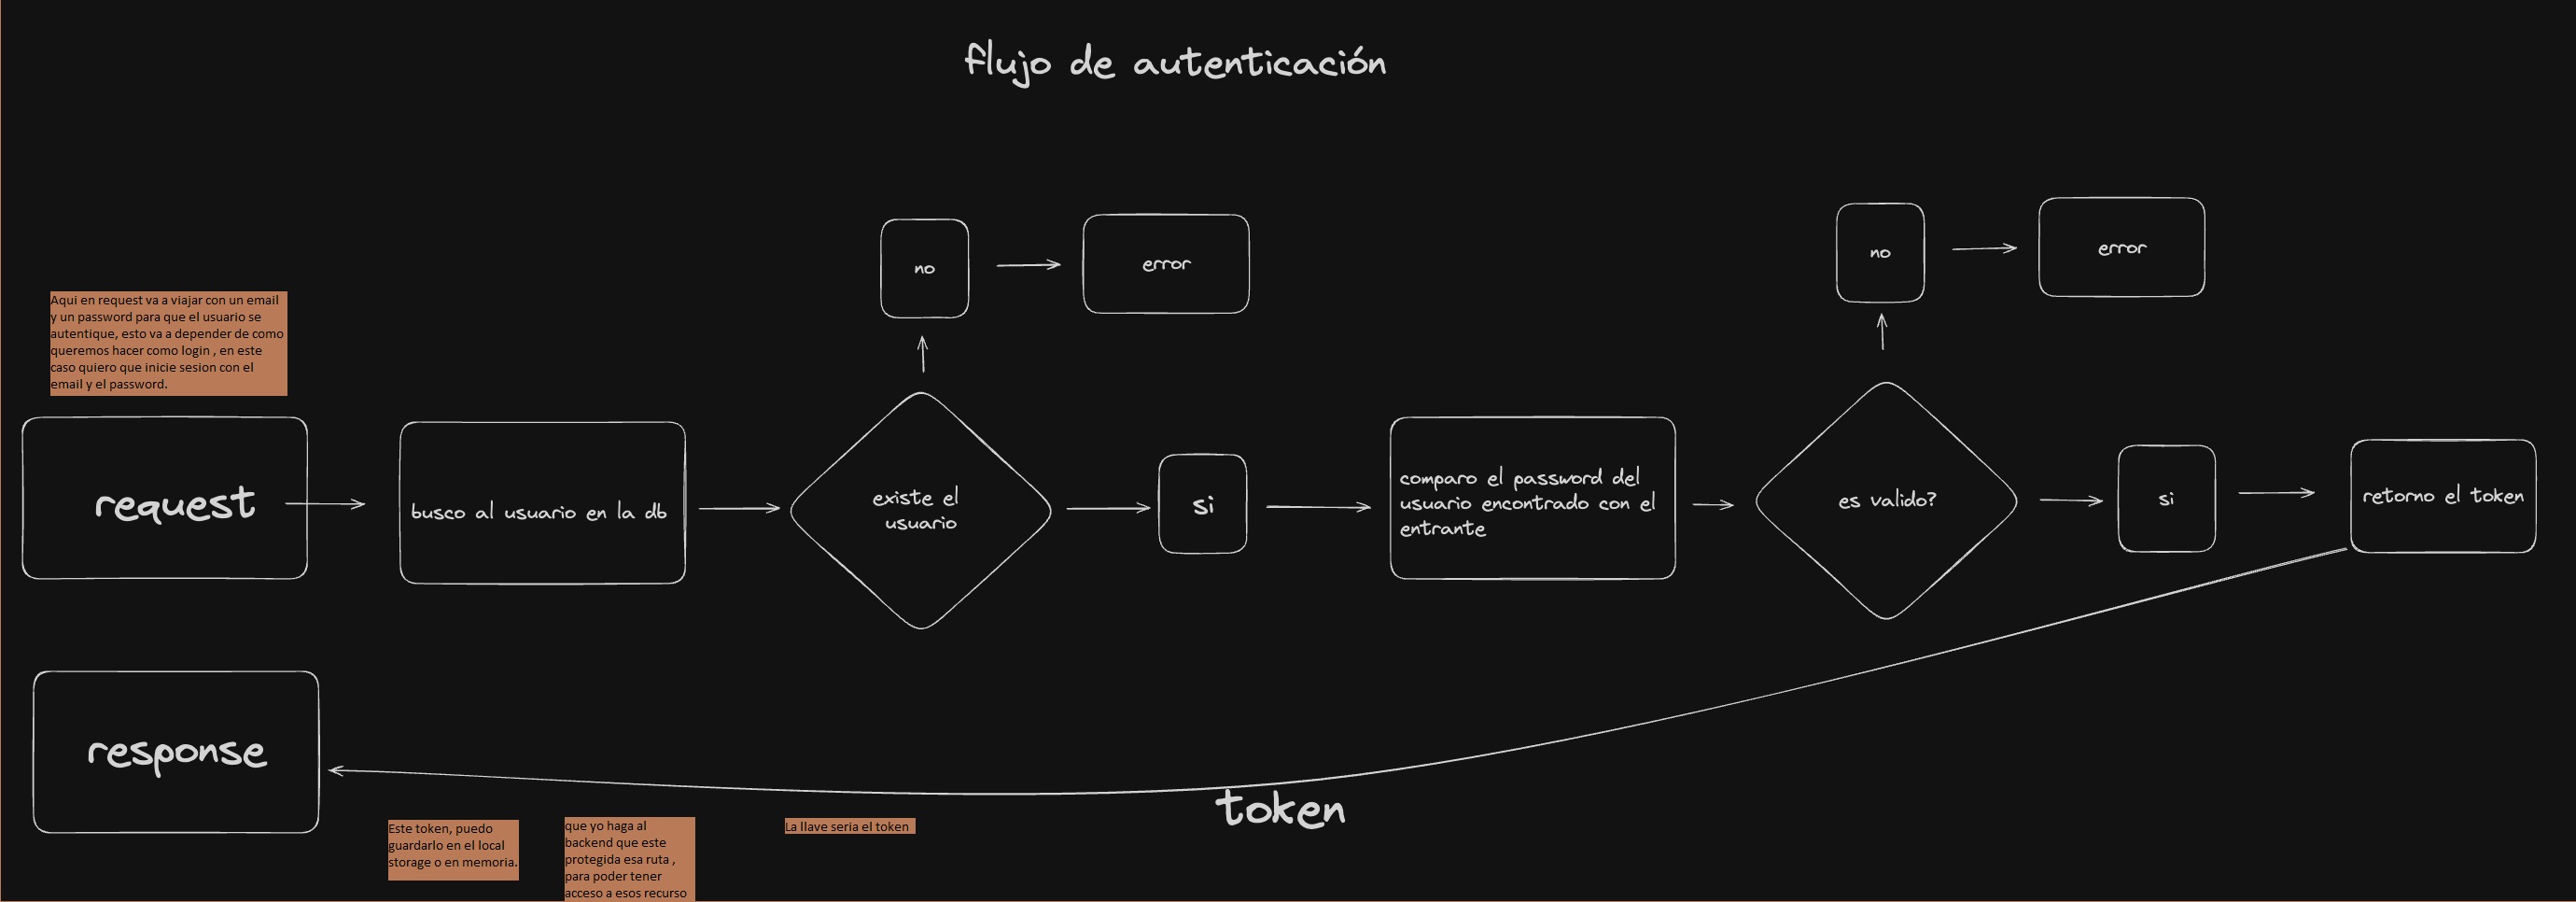 flujo de autenticación
no
error
no
error
Aqui en request va a viajar con un email
y un password para que el usuario se
autentique, esto va a depender de como
queremos hacer como login , en este
caso quiero que inicie sesion con el
email y el password.
request
busco al usuario en la db
existe el
usuario
si
comparo el password del
usuario encontrado con el
entrante
es valido?
si
retorno el token
response
token
Este token, puedo
guardarlo en el local
storage o en memoria.
que yo haga al
backend que este
protegida esa ruta ,
para poder tener
acceso a esos recurso
La llave seria el token